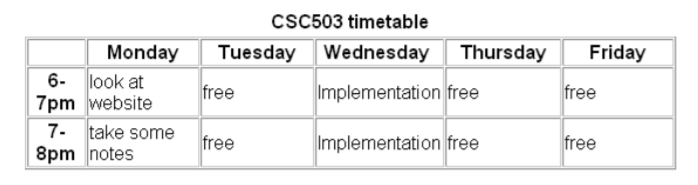 CSC503 timetable
Monday Tuesday Wednesday Thursday Friday
6-
7pm look at
website free Implementation free free
7-
8pm take some
notes free Implementation free free